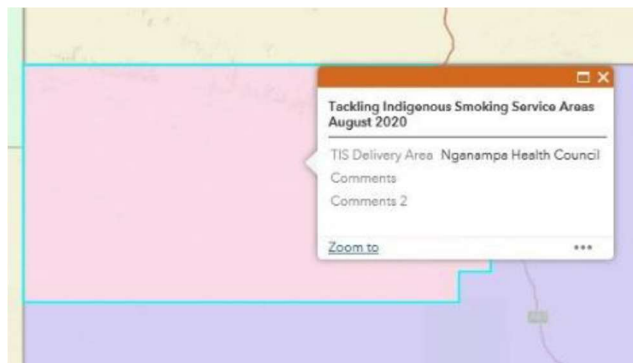 Tackling Indigenous Smoking Service Areas
August 2020
TIS Delivery Area Nganampa Health Council
Comments
Comments 2
Zoom to